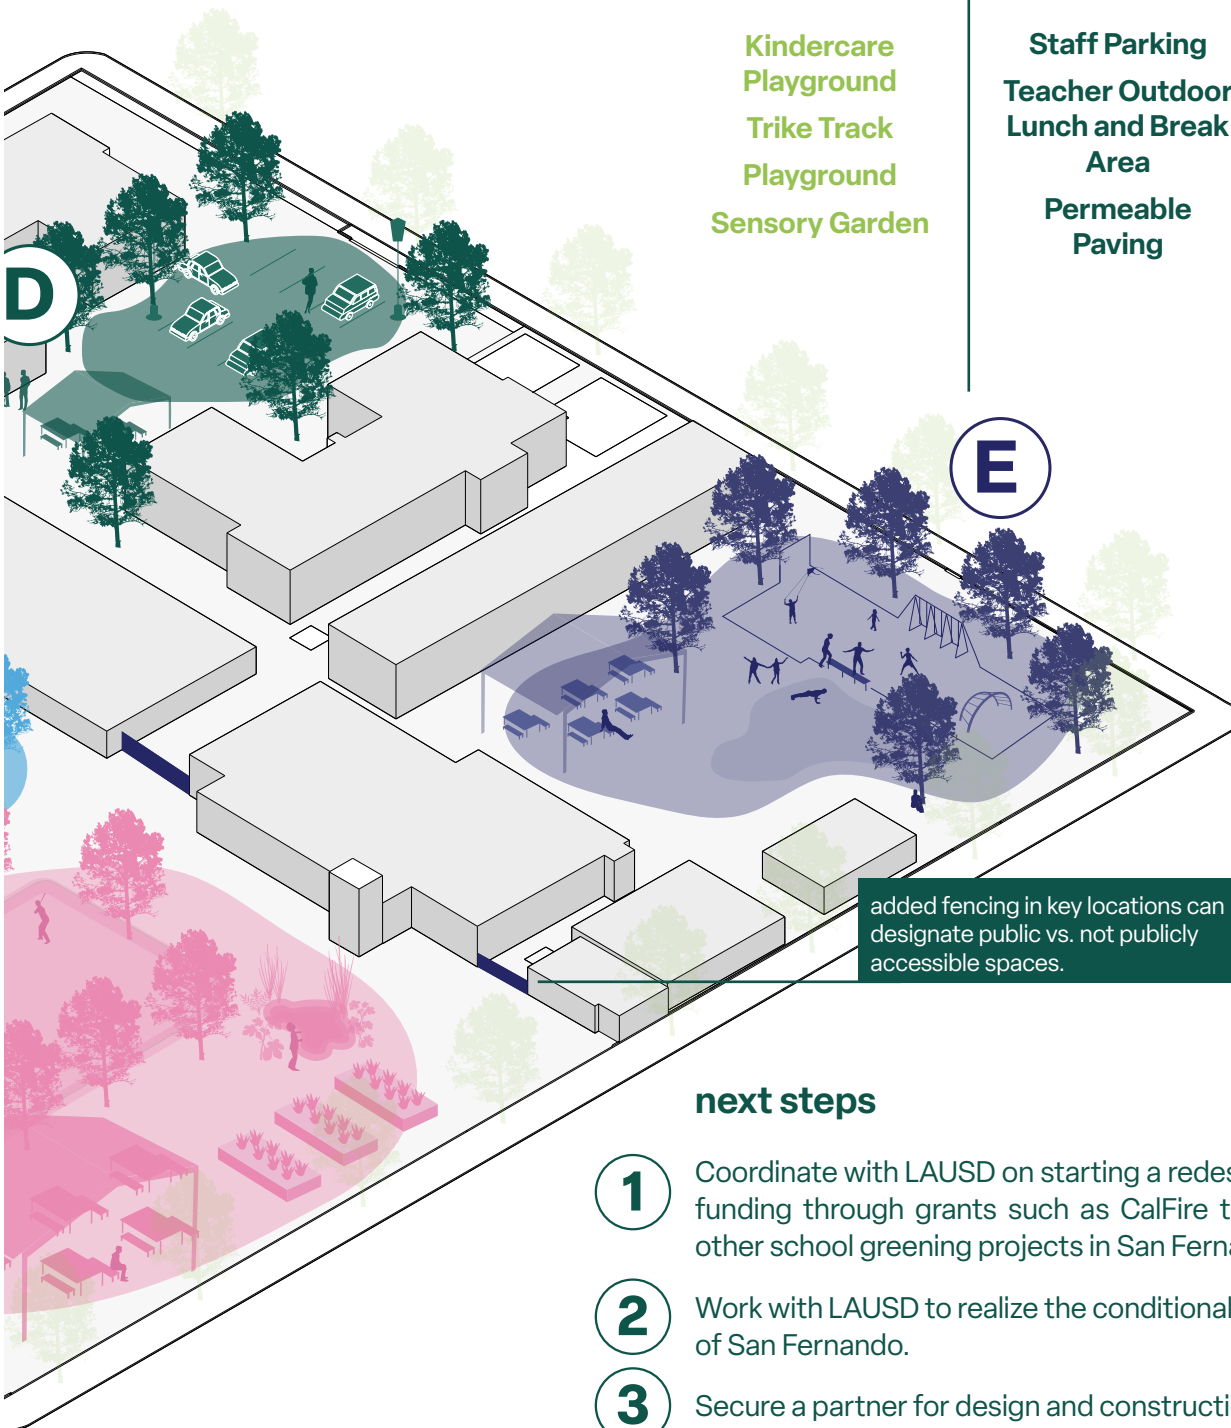 Kindercare
Playground
Trike Track
Playground
Sensory Garden
Staff Parking
Teacher Outdoor
Lunch and Break
Area
Permeable
Paving
D
E
added fencing in key locations can
designate public vs. not publicly
accessible spaces.
next steps
1
Coordinate with LAUSD on starting a redes
funding through grants such as CalFire t
other school greening projects in San Ferna
2
Work with LAUSD to realize the conditional
of San Fernando.
3
Secure a partner for design and constructi